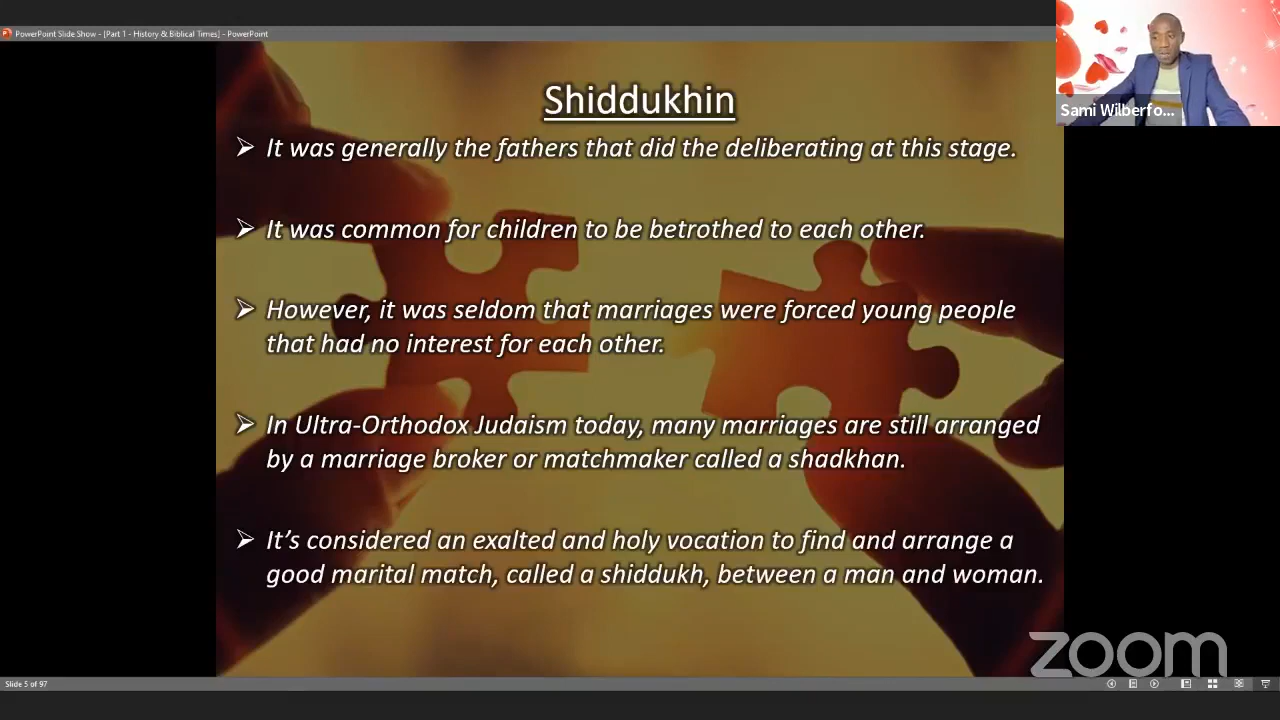 PowerPoint Slide Show - [Part 1 - History & Biblical Times] - PowerPoint
Shiddukhin
Sami Wilberfo...
➢ It was generally the fathers that did the deliberating at this stage.
➢ It was common for children to be betrothed to each other.
➢ However, it was seldom that marriages were forced young people
that had no interest for each other.
➢ In Ultra-Orthodox Judaism today, many marriages are still arranged
by a marriage broker or matchmaker called a shadkhan.
➢ It’s considered an exalted and holy vocation to find and arrange a
good marital match, called a shiddukh, between a man and woman.
zoom
Slide 5 of 97